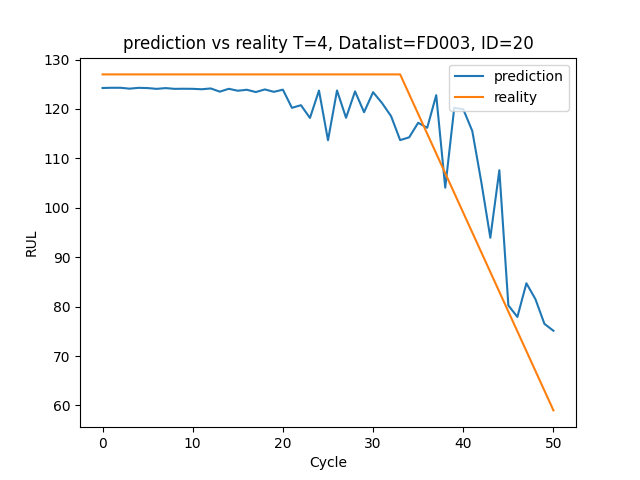 prediction vs reality T=4, Datalist=FD003, ID=20
130
120
110
100
90
80
70
60
RUL
prediction
reality
0 10 20 30 40 50
Cycle